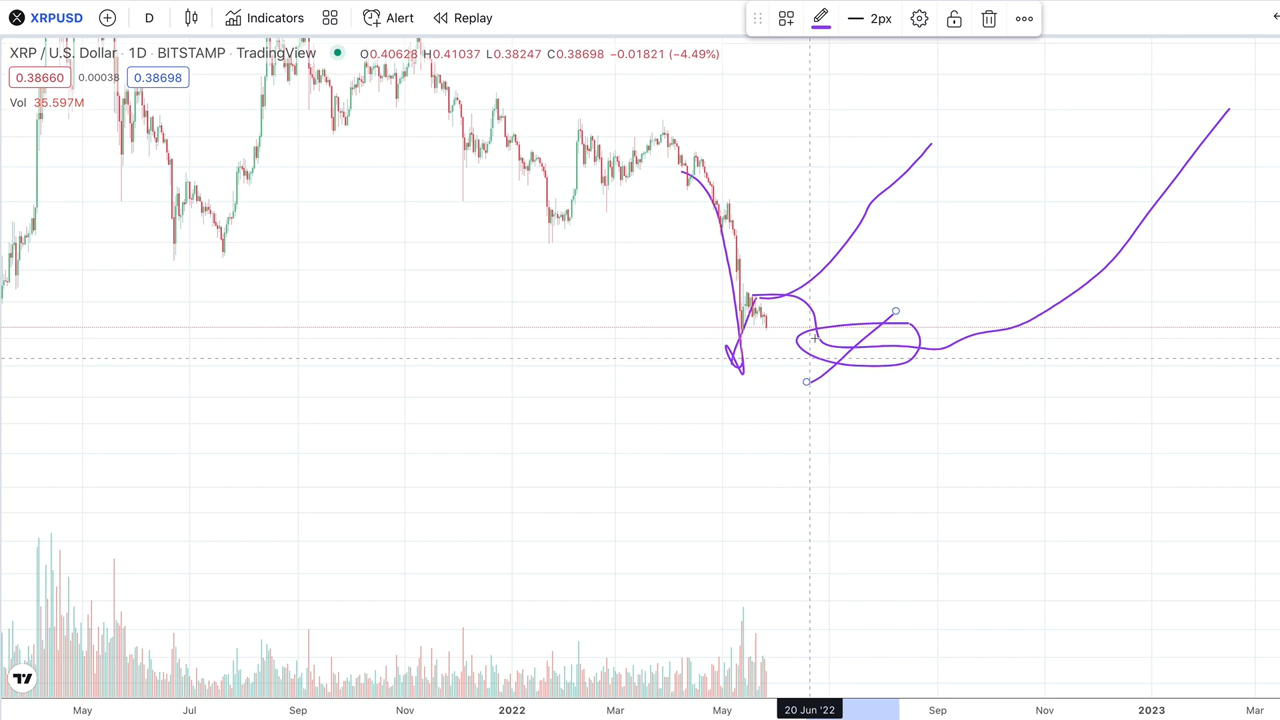 XRPUSD D Indicators Alert Replay 2px
XRP / U.S. Dollar · 1D · BITSTAMP · TradingView O0.40628 H0.41037 L0.38247 C0.38698 −0.01821 (−4.49%)
0.38660 0.00038 0.38698
Vol 35.597M
May Jul Sep Nov 2022 Mar May 20 Jun '22 Sep Nov 2023 Mar